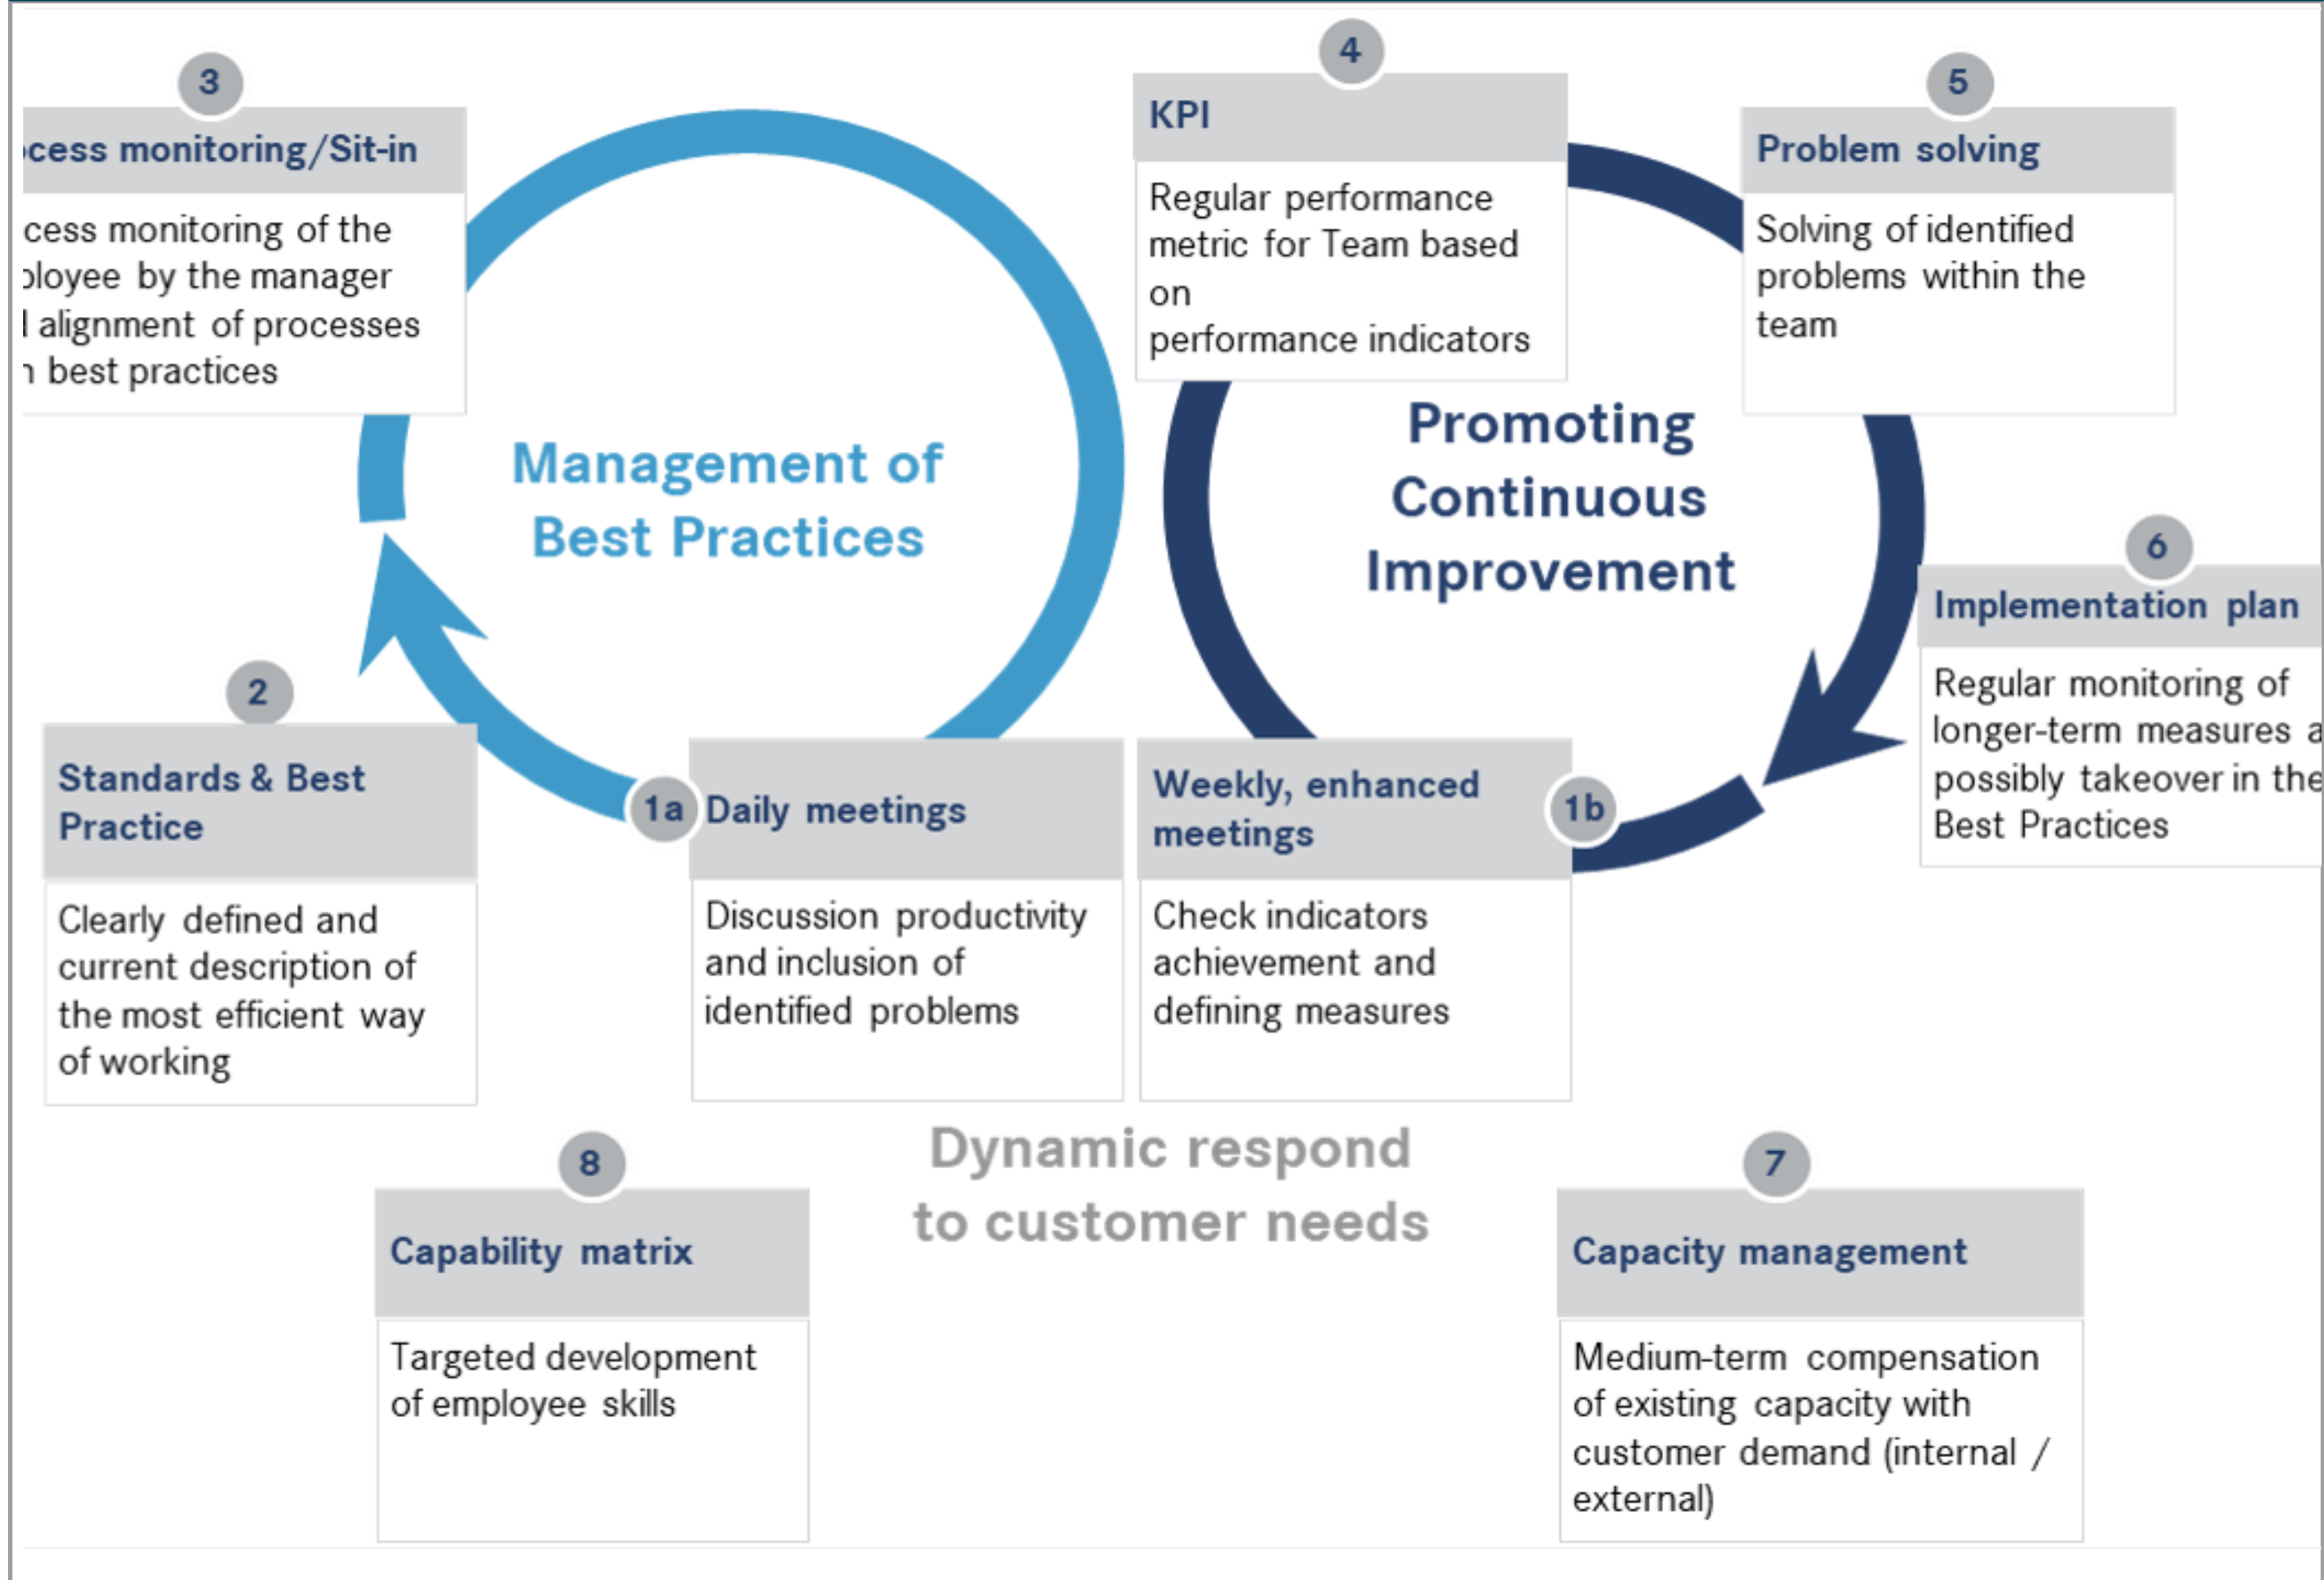 3
cess monitoring/Sit-in
cess monitoring of the
ployee by the manager
alignment of processes
best practices
4
KPI
Regular performance
metric for Team based
on
performance indicators
5
Problem solving
Solving of identified
problems within the
team
Management of
Best Practices
Promoting
Continuous
Improvement
6
Implementation plan
Regular monitoring of
longer-term measures a
possibly takeover in the
Best Practices
2
Standards & Best
Practice
Clearly defined and
current description of
the most efficient way
of working
1a
Daily meetings
Discussion productivity
and inclusion of
identified problems
1b
Weekly, enhanced
meetings
Check indicators
achievement and
defining measures
Dynamic respond
to customer needs
8
Capability matrix
Targeted development
of employee skills
7
Capacity management
Medium-term compensation
of existing capacity with
customer demand (internal /
external)